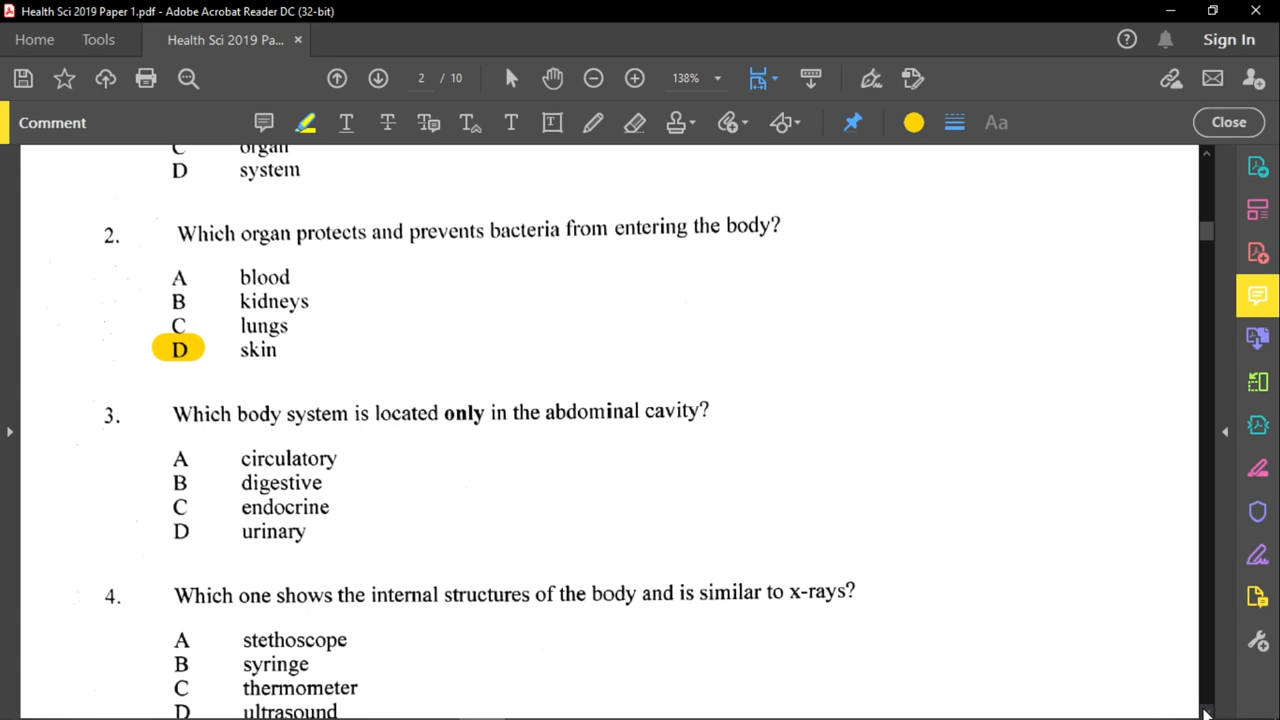 Health Sci 2019 Paper 1.pdf - Adobe Acrobat Reader DC (32-bit)
Home Tools Health Sci 2019 Pa... × Sign In
2 / 10 138%
Comment Aa Close
C organ
D system
2. Which organ protects and prevents bacteria from entering the body?
A blood
B kidneys
C lungs
D skin
3. Which body system is located only in the abdominal cavity?
A circulatory
B digestive
C endocrine
D urinary
4. Which one shows the internal structures of the body and is similar to x-rays?
A stethoscope
B syringe
C thermometer
D ultrasound